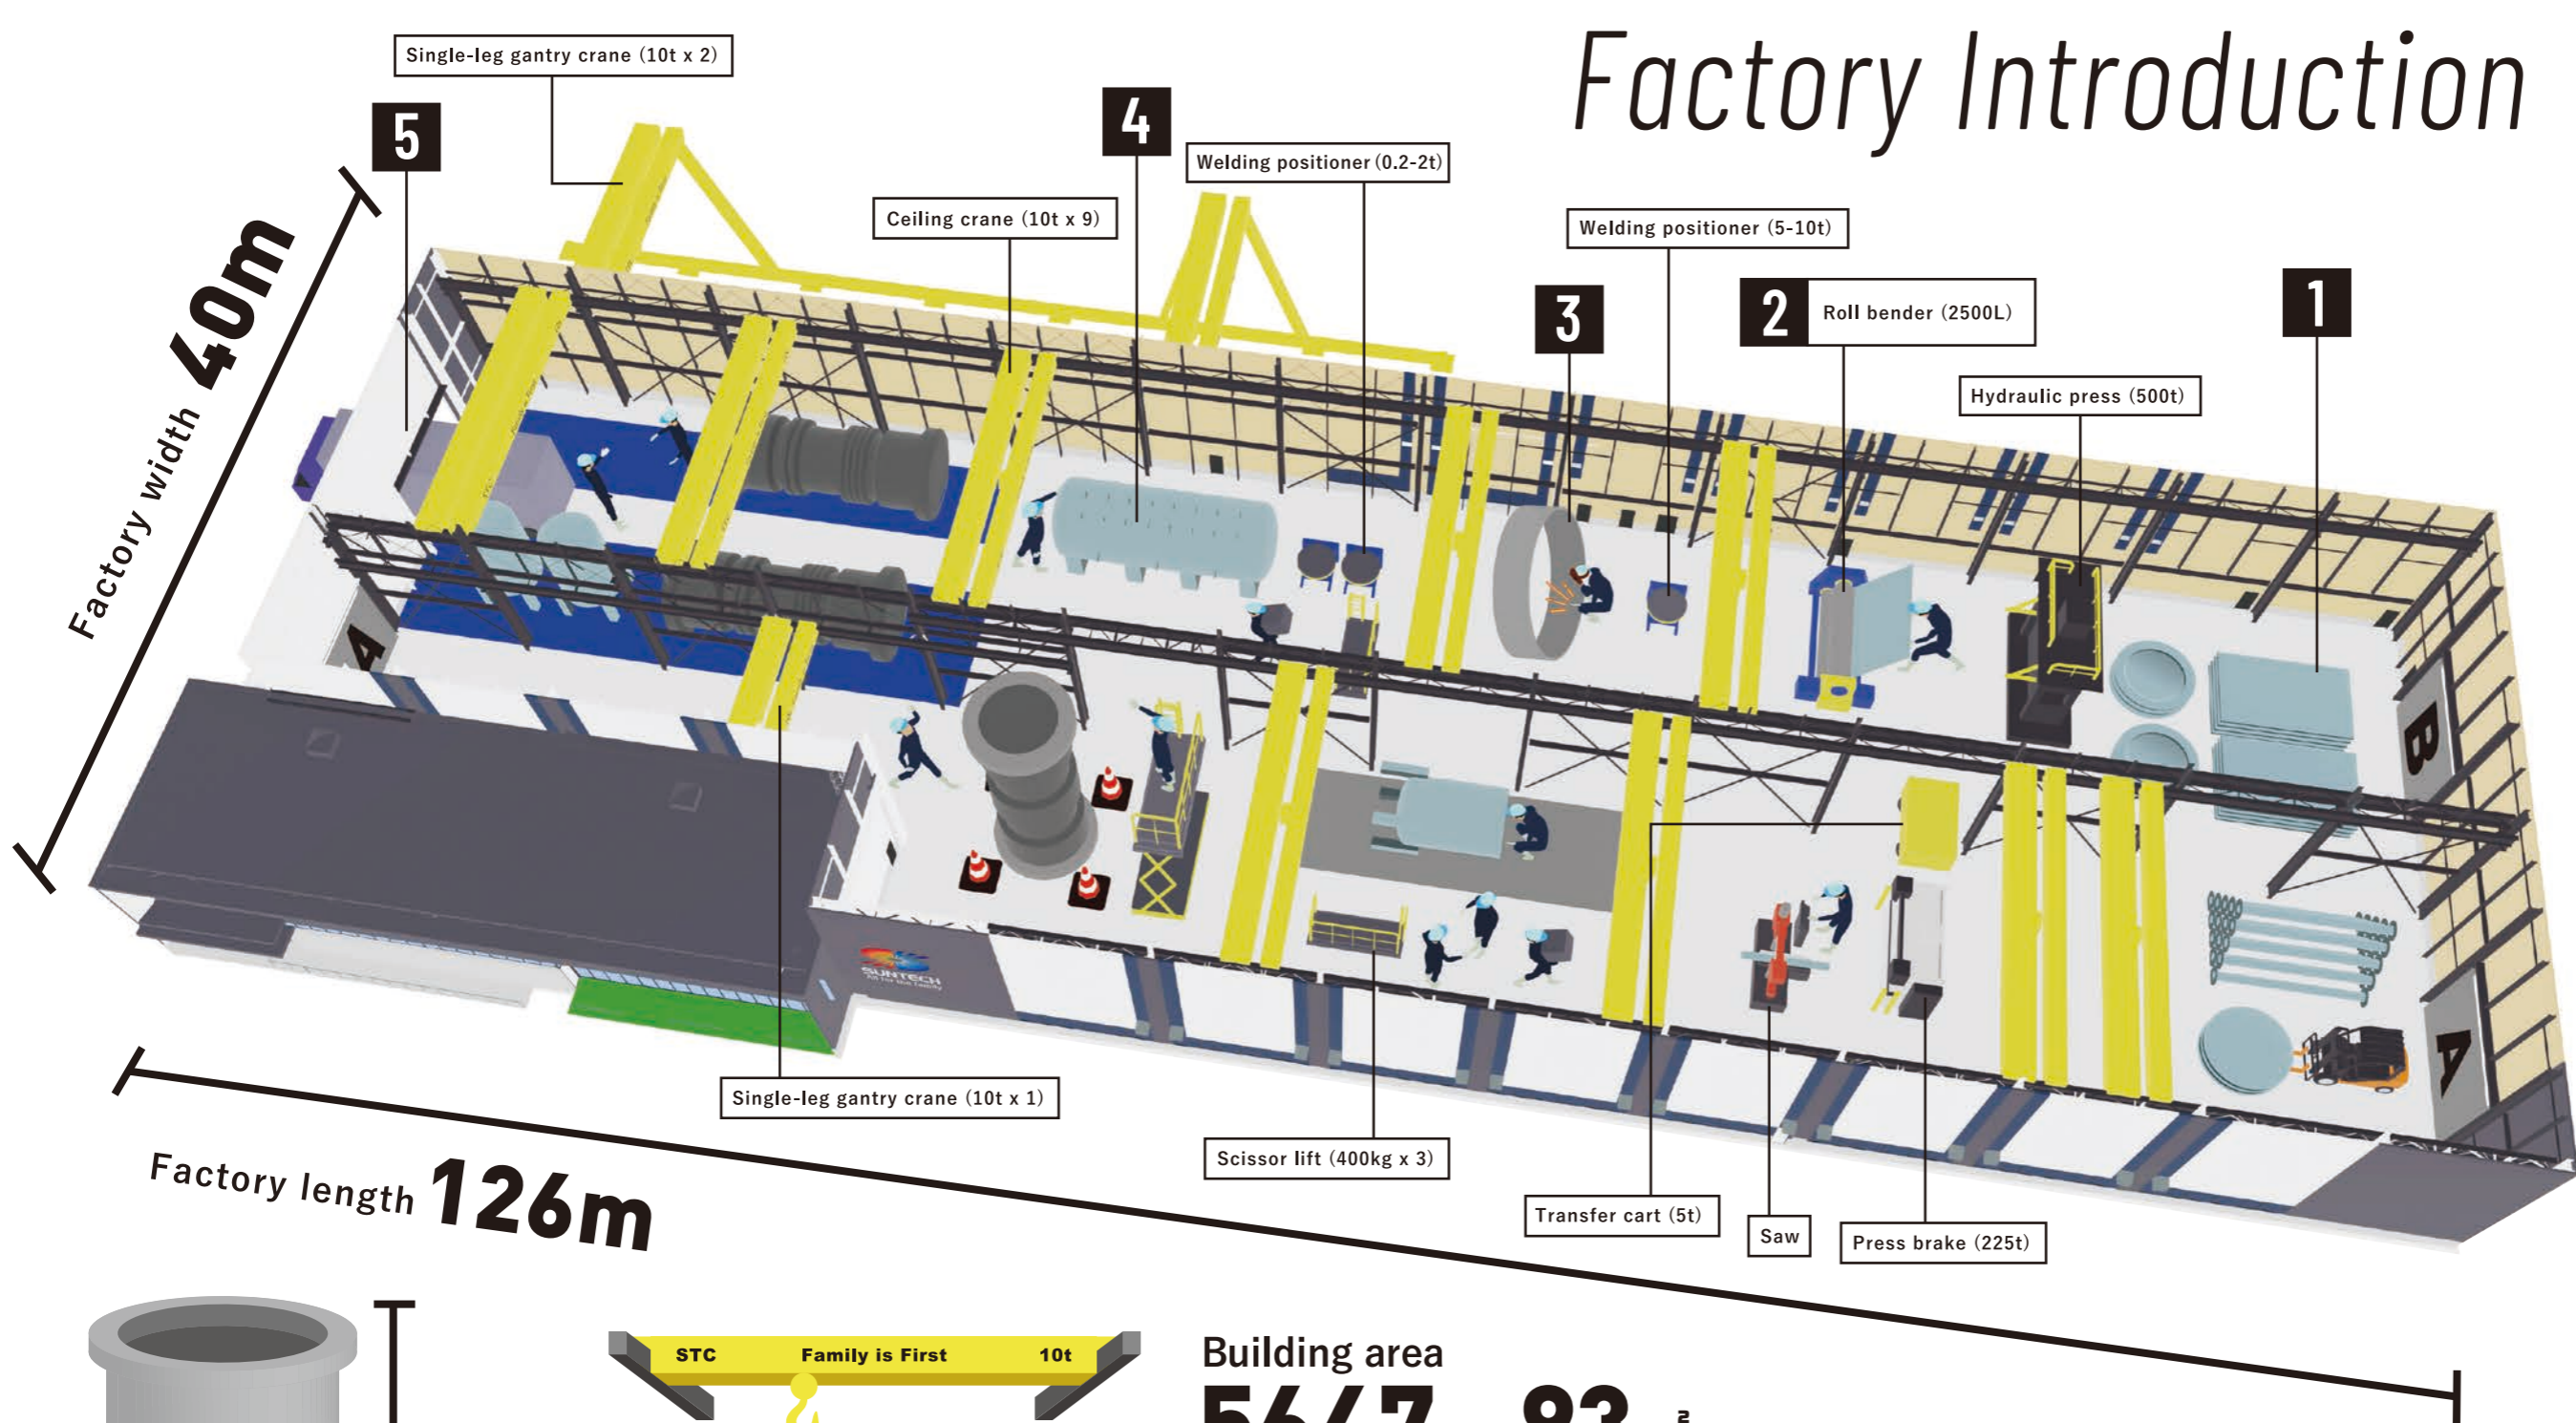 Factory Introduction
Single-leg gantry crane (10t x 2)
5
4
Welding positioner (0.2-2t)
Ceiling crane (10t x 9)
Welding positioner (5-10t)
3
2
Roll bender (2500L)
1
Hydraulic press (500t)
Factory width 40m
A
B
A
SUNTECH
Single-leg gantry crane (10t x 1)
Scissor lift (400kg x 3)
Transfer cart (5t)
Saw
Press brake (225t)
Factory length 126m
STC Family is First 10t
Building area